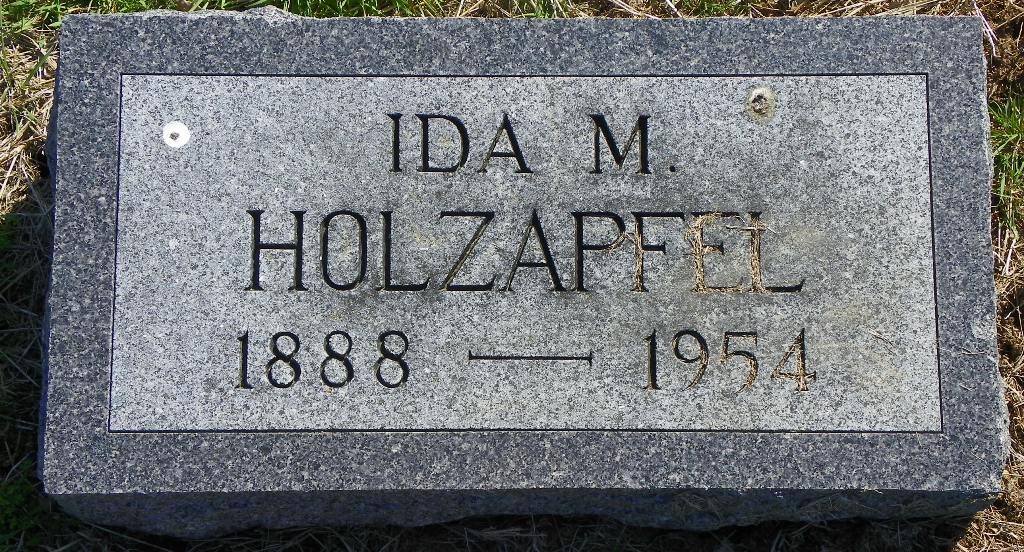 IDA M.
HOLZAPFEL
1888 — 1954